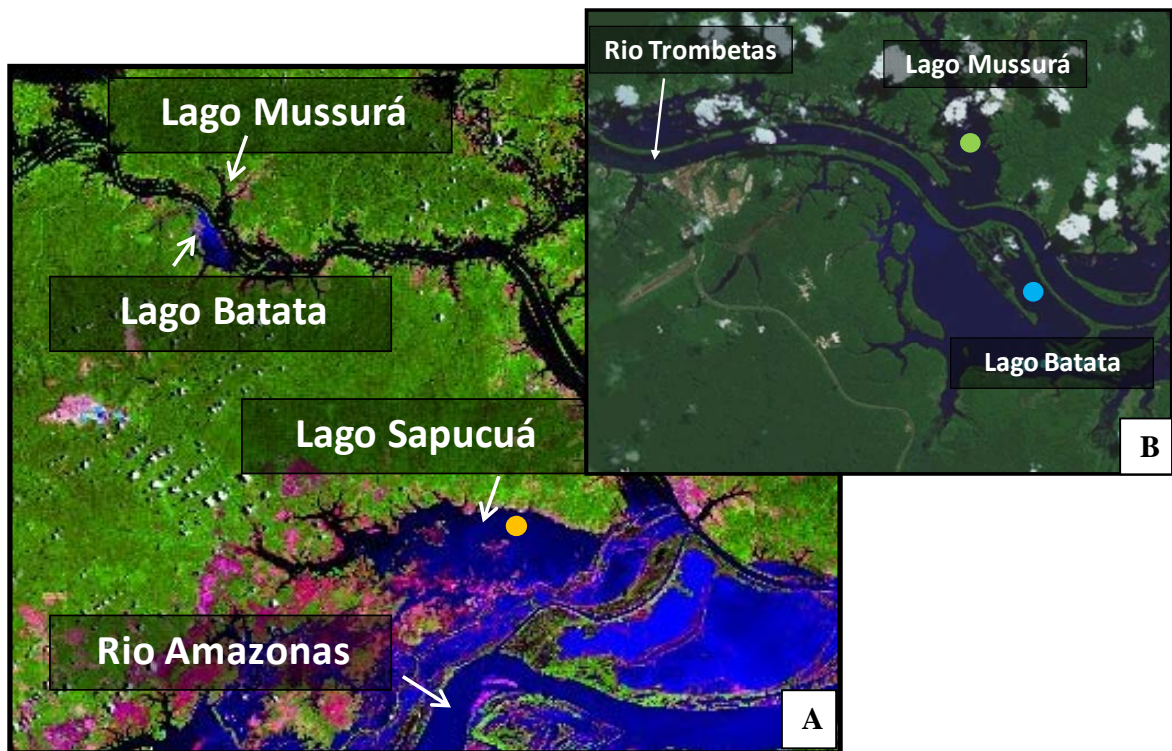 Lago Mussurá
Lago Batata
Lago Sapucuá
Rio Amazonas
A
Rio Trombetas
Lago Mussurá
Lago Batata
B